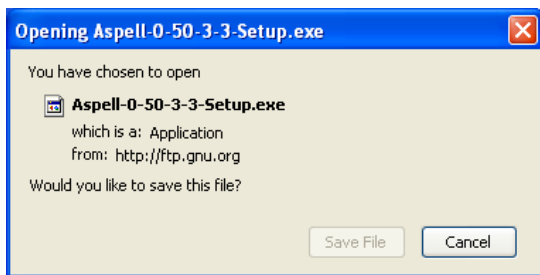 Opening Aspell-0-50-3-3-Setup.exe
You have chosen to open
Aspell-0-50-3-3-Setup.exe
which is a: Application
from: http://ftp.gnu.org
Would you like to save this file?
Save File Cancel